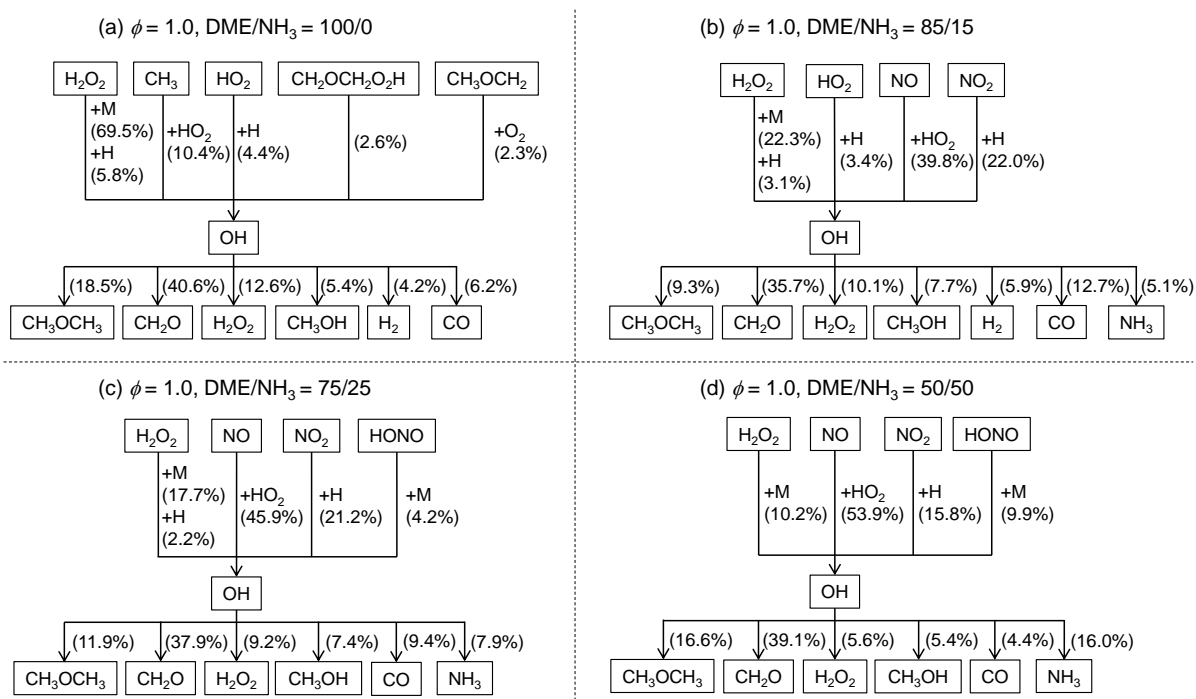 (a) ϕ = 1.0, DME/NH₃ = 100/0
H₂O₂ CH₃ HO₂ CH₂OCH₂O₂H CH₃OCH₂
+M
(69.5%)
+H
(5.8%)
+HO₂
(10.4%)
+H
(4.4%)
(2.6%)
+O₂
(2.3%)
OH
(18.5%) (40.6%) (12.6%) (5.4%) (4.2%) (6.2%)
CH₃OCH₃ CH₂O H₂O₂ CH₃OH H₂ CO
(b) ϕ = 1.0, DME/NH₃ = 85/15
H₂O₂ HO₂ NO NO₂
+M
(22.3%)
+H
(3.1%)
+H
(3.4%)
+HO₂
(39.8%)
+H
(22.0%)
OH
(9.3%) (35.7%) (10.1%) (7.7%) (5.9%) (12.7%) (5.1%)
CH₃OCH₃ CH₂O H₂O₂ CH₃OH H₂ CO NH₃
(c) ϕ = 1.0, DME/NH₃ = 75/25
H₂O₂ NO NO₂ HONO
+M
(17.7%)
+H
(2.2%)
+HO₂
(45.9%)
+H
(21.2%)
+M
(4.2%)
OH
(11.9%) (37.9%) (9.2%) (7.4%) (9.4%) (7.9%)
CH₃OCH₃ CH₂O H₂O₂ CH₃OH CO NH₃
(d) ϕ = 1.0, DME/NH₃ = 50/50
H₂O₂ NO NO₂ HONO
+M
(10.2%)
+HO₂
(53.9%)
+H
(15.8%)
+M
(9.9%)
OH
(16.6%) (39.1%) (5.6%) (5.4%) (4.4%) (16.0%)
CH₃OCH₃ CH₂O H₂O₂ CH₃OH CO NH₃